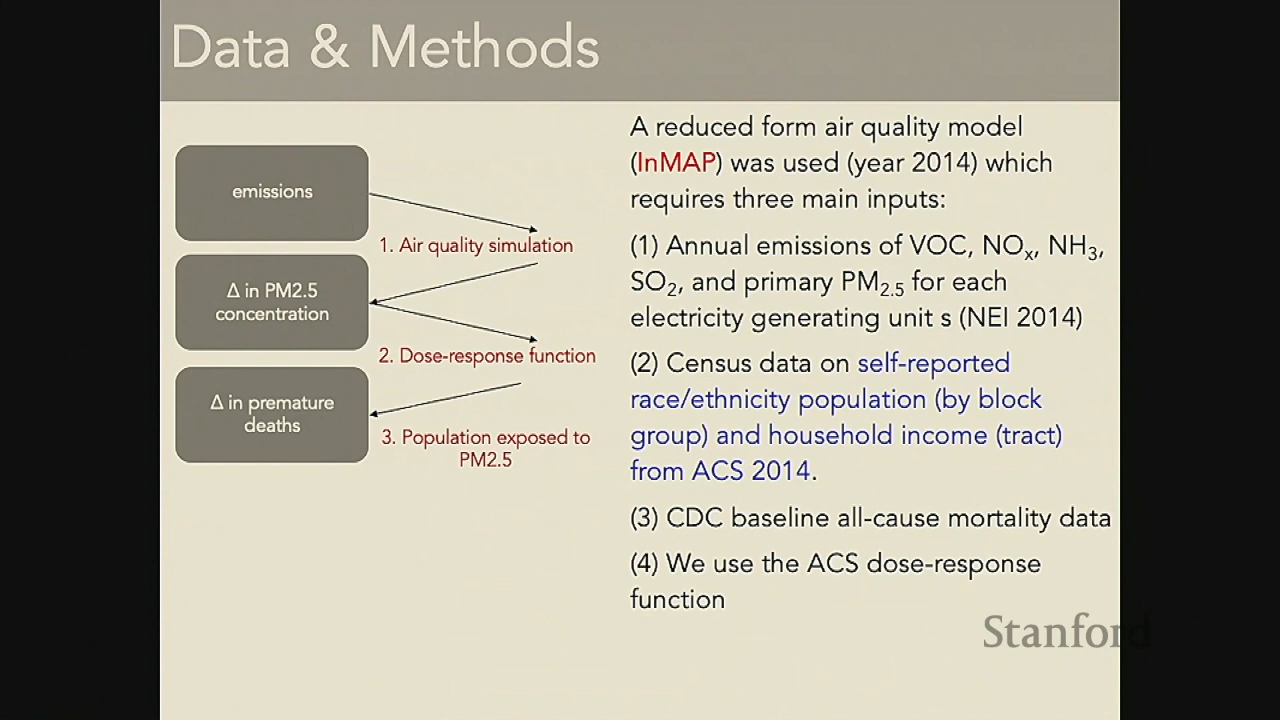 Data & Methods
emissions
1. Air quality simulation
Δ in PM2.5
concentration
2. Dose-response function
Δ in premature
deaths
3. Population exposed to
PM2.5
A reduced form air quality model
(InMAP) was used (year 2014) which
requires three main inputs:
(1) Annual emissions of VOC, NOx, NH3,
SO2, and primary PM2.5 for each
electricity generating unit s (NEI 2014)
(2) Census data on self-reported
race/ethnicity population (by block
group) and household income (tract)
from ACS 2014.
(3) CDC baseline all-cause mortality data
(4) We use the ACS dose-response
function
Stanford